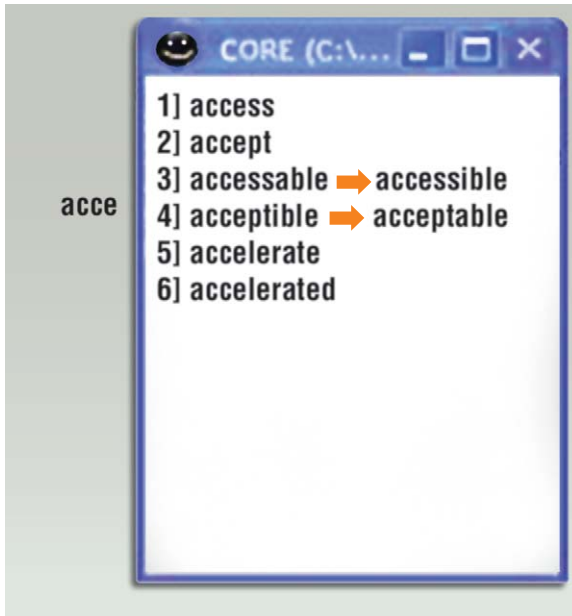 CORE (C:\...
1] access
2] accept
3] accessable accessible
acce
4] acceptible acceptable
5] accelerate
6] accelerated